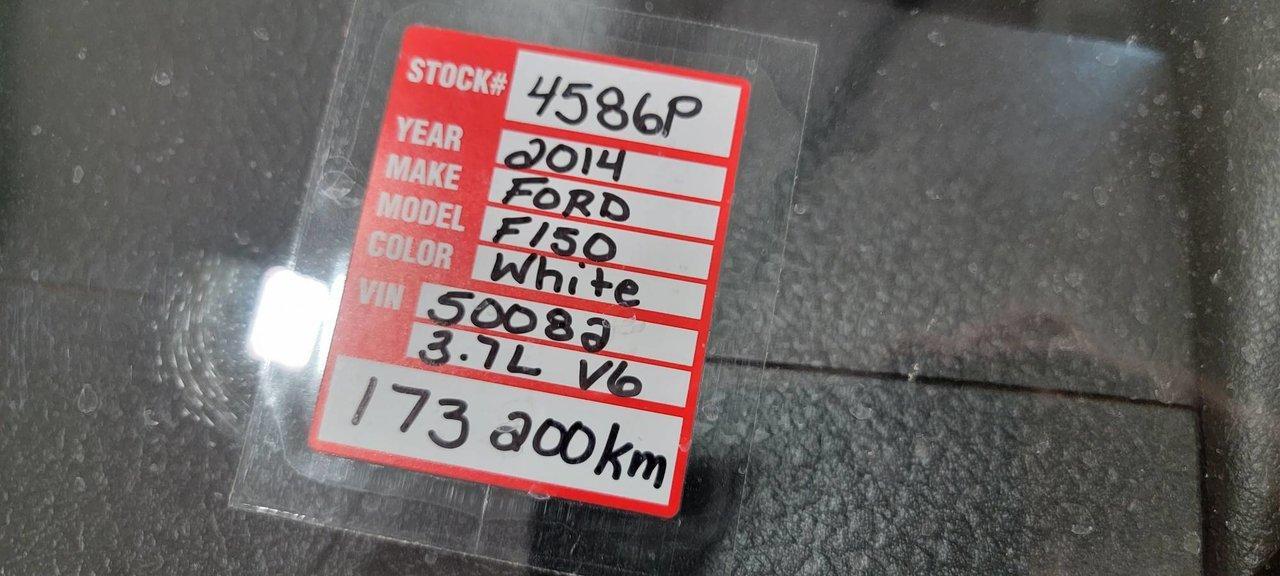 STOCK# 4586P
YEAR 2014
MAKE FORD
MODEL F150
COLOR White
VIN 50082
3.7L V6
173 200km